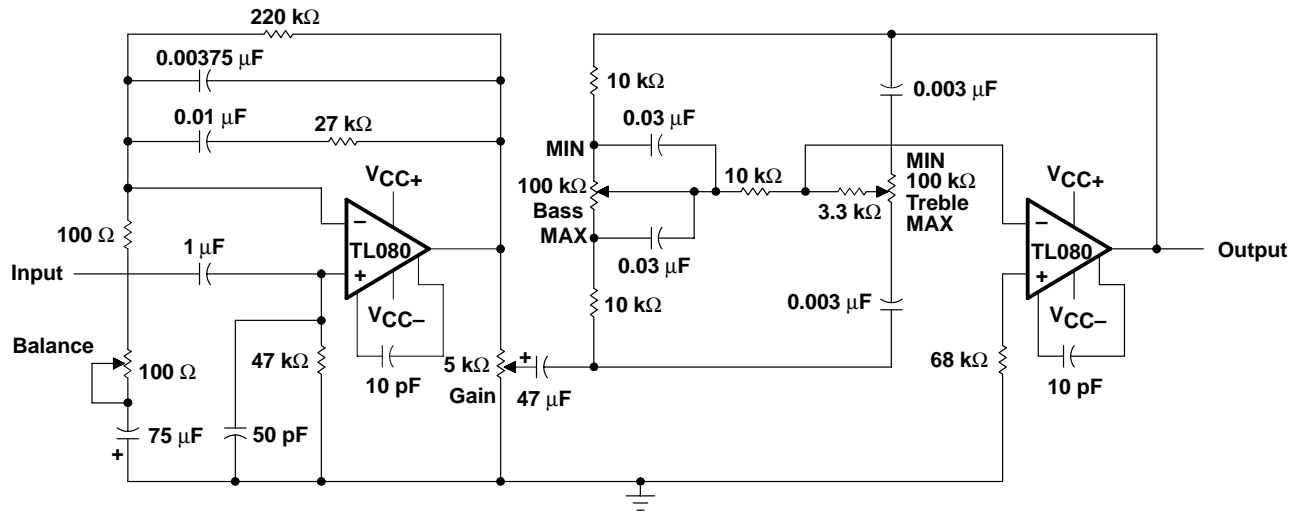 220 kΩ
0.00375 μF
0.01 μF
27 kΩ
VCC+
100 Ω
1 μF
Input
−
TL080
+
VCC−
Balance
100 Ω
47 kΩ
10 pF
75 μF
+
50 pF
5 kΩ
Gain
+
47 μF
10 kΩ
0.03 μF
MIN
100 kΩ
Bass
MAX
0.03 μF
10 kΩ
10 kΩ
3.3 kΩ
0.003 μF
MIN
100 kΩ
Treble
MAX
0.003 μF
VCC+
−
TL080
+
VCC−
Output
68 kΩ
10 pF